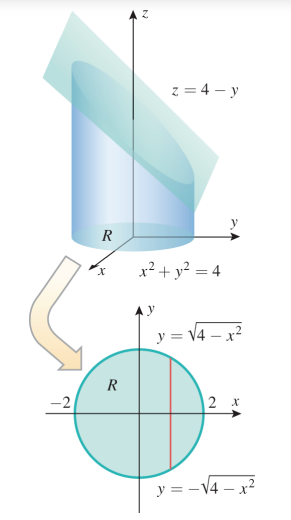 z
z = 4 − y
y
R
x
x² + y² = 4
y
y = √4 − x²
R
−2
2
x
y = −√4 − x²